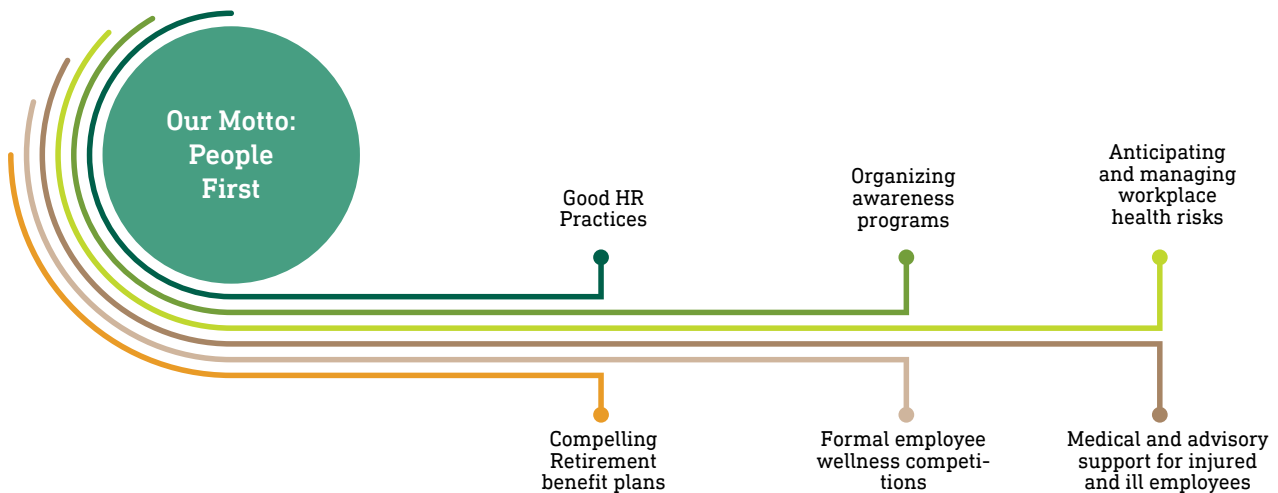 Our Motto:
People
First
Good HR
Practices
Organizing
awareness
programs
Anticipating
and managing
workplace
health risks
Compelling
Retirement
benefit plans
Formal employee
wellness competi-
tions
Medical and advisory
support for injured
and ill employees